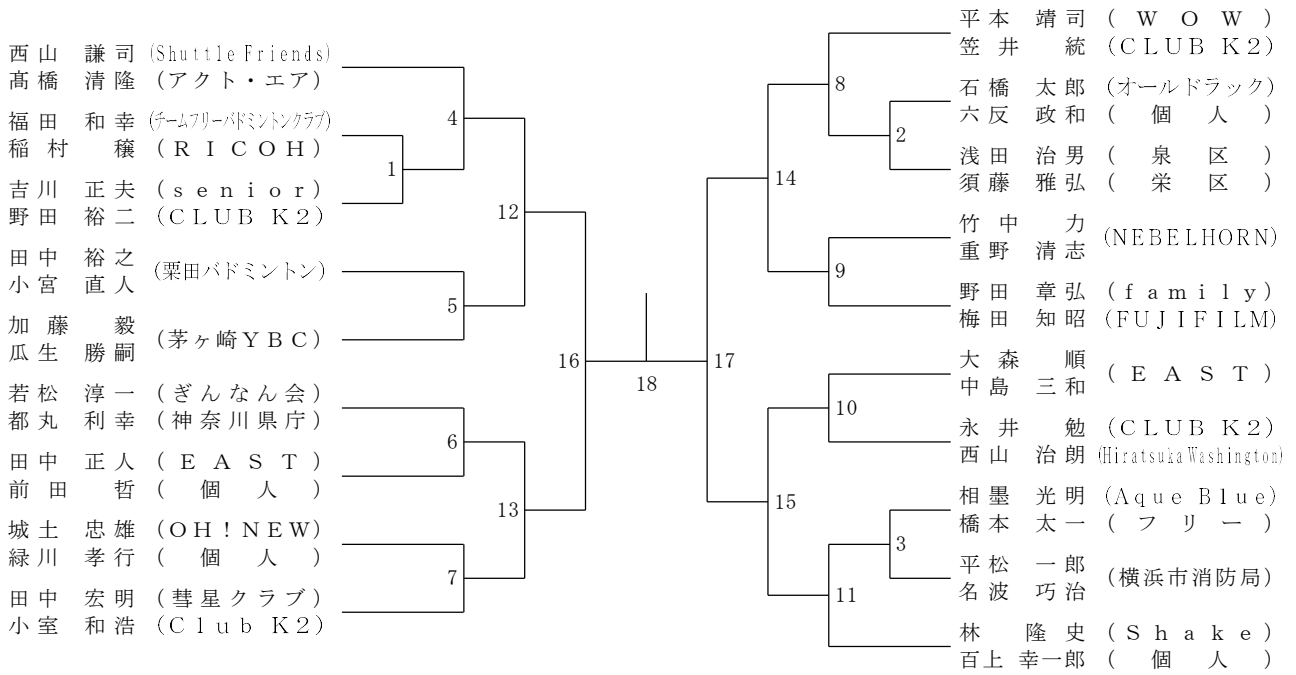 西山 謙司 (Shuttle Friends)
髙橋 清隆 (アクト・エア)
福田 和幸 (チームフリーバドミントンクラブ)
稲村 穣 (ＲＩＣＯＨ)
吉川 正夫 (ｓｅｎｉｏｒ)
野田 裕二 (CLUB K2)
田中 裕之
小宮 直人
(栗田バドミントン)
加藤 毅
瓜生 勝嗣
(茅ヶ崎ＹＢＣ)
若松 淳一 (ぎんなん会)
都丸 利幸 (神奈川県庁)
田中 正人 (ＥＡＳＴ)
前田 哲 (個人)
城土 忠雄 (OH！NEW)
緑川 孝行 (個人)
田中 宏明 (彗星クラブ)
小室 和浩 (Club K2)
1
4
5
6
7
12
13
16
18
17
14
15
8
2
9
10
3
11
平本 靖司 (ＷＯＷ)
笠井 統 (CLUB K2)
石橋 太郎 (オールドラック)
六反 政和 (個人)
浅田 治男 (泉区)
須藤 雅弘 (栄区)
竹中 力
重野 清志
(NEBELHORN)
野田 章弘 (ｆａｍｉｌｙ)
梅田 知昭 (FUJIFILM)
大森 順
中島 三和
(ＥＡＳＴ)
永井 勉 (CLUB K2)
西山 治朗 (Hiratsuka Washington)
相墨 光明 (Aque Blue)
橋本 太一 (フリー)
平松 一郎
名波 巧治
(横浜市消防局)
林 隆史 (Ｓｈａｋｅ)
百上 幸一郎 (個人)